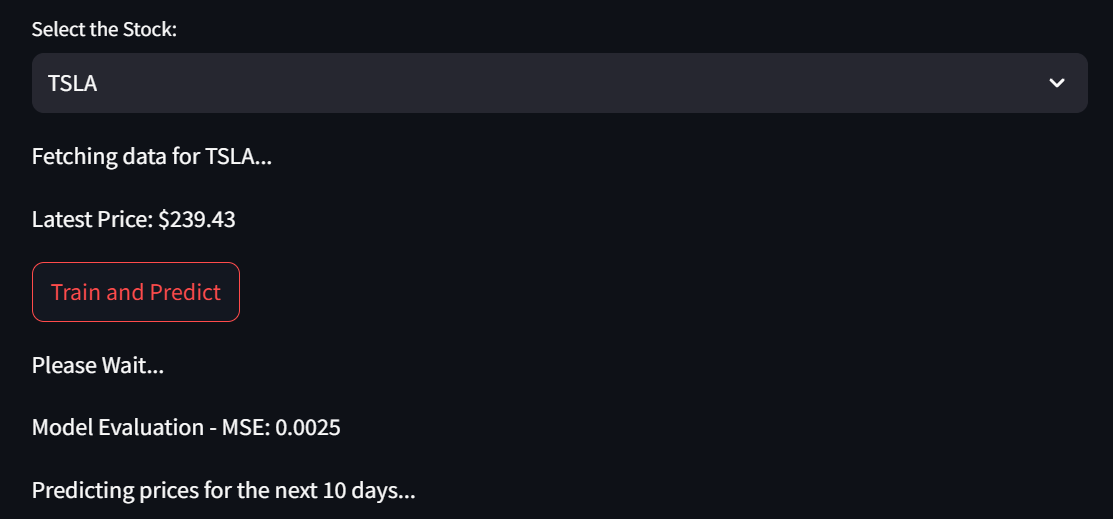 Select the Stock:
TSLA
Fetching data for TSLA...
Latest Price: $239.43
Train and Predict
Please Wait...
Model Evaluation - MSE: 0.0025
Predicting prices for the next 10 days...